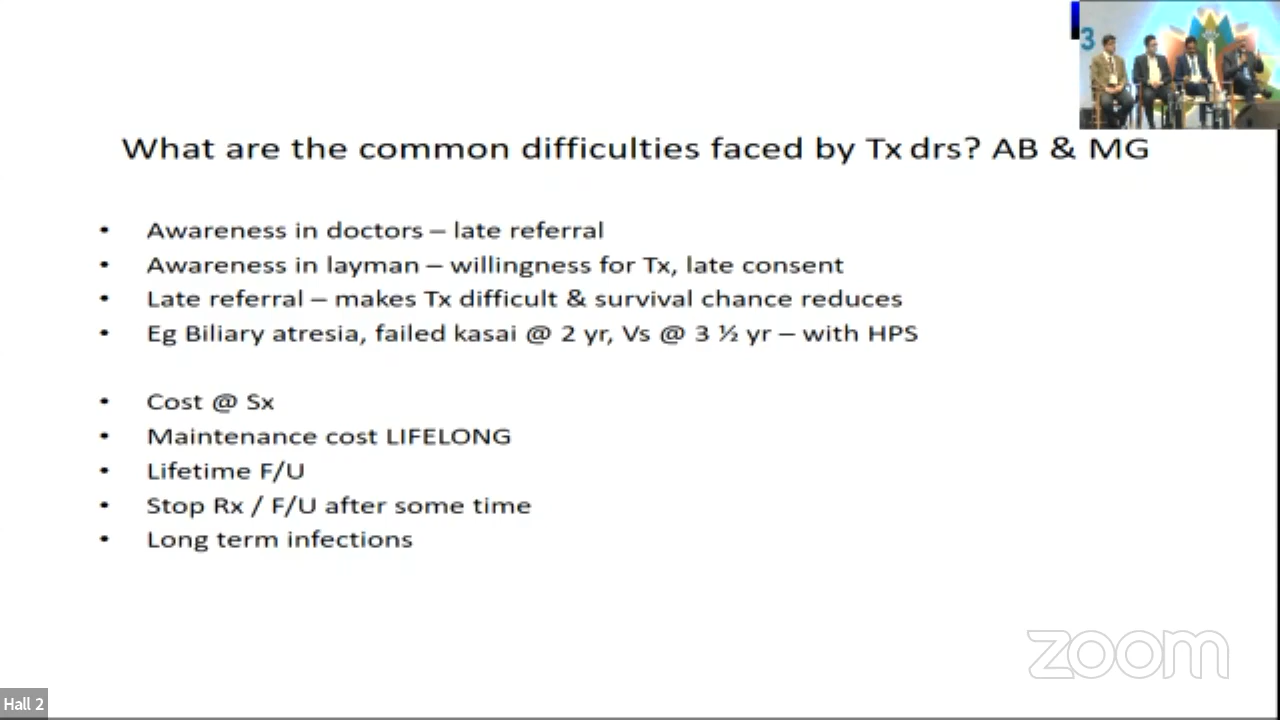 3
What are the common difficulties faced by Tx drs? AB & MG
• Awareness in doctors – late referral
• Awareness in layman – willingness for Tx, late consent
• Late referral – makes Tx difficult & survival chance reduces
• Eg Biliary atresia, failed kasai @ 2 yr, Vs @ 3 ½ yr – with HPS
• Cost @ Sx
• Maintenance cost LIFELONG
• Lifetime F/U
• Stop Rx / F/U after some time
• Long term infections
zoom
Hall 2